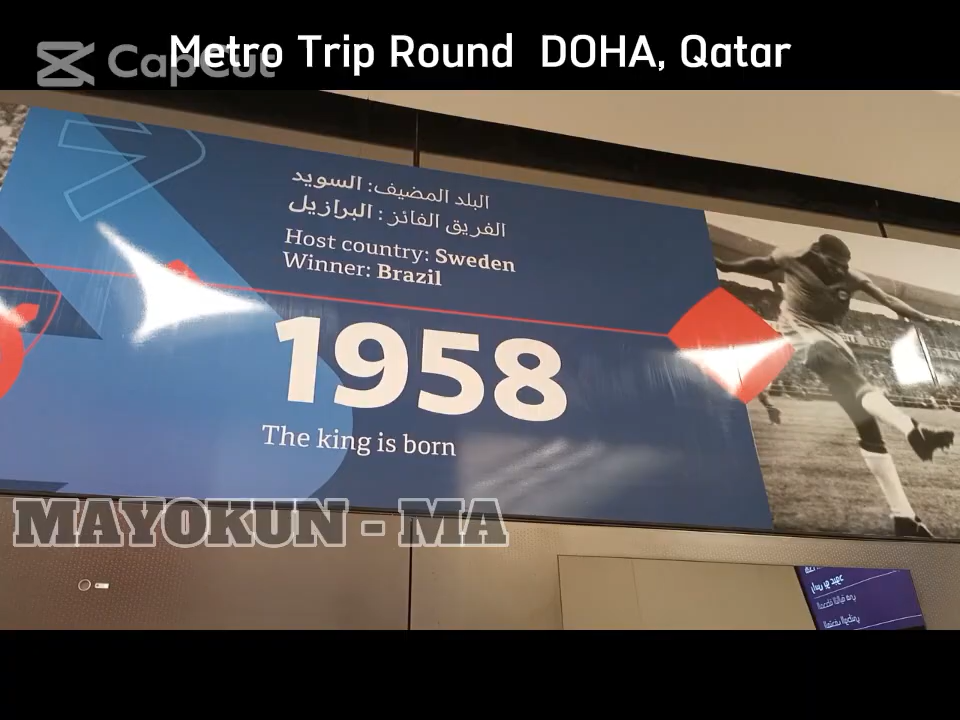 Metro Trip Round DOHA, Qatar
CapCut
البلد المضيف: السويد
الفريق الفائز: البرازيل
Host country: Sweden
Winner: Brazil
1958
The king is born
MAYOKUN - MA